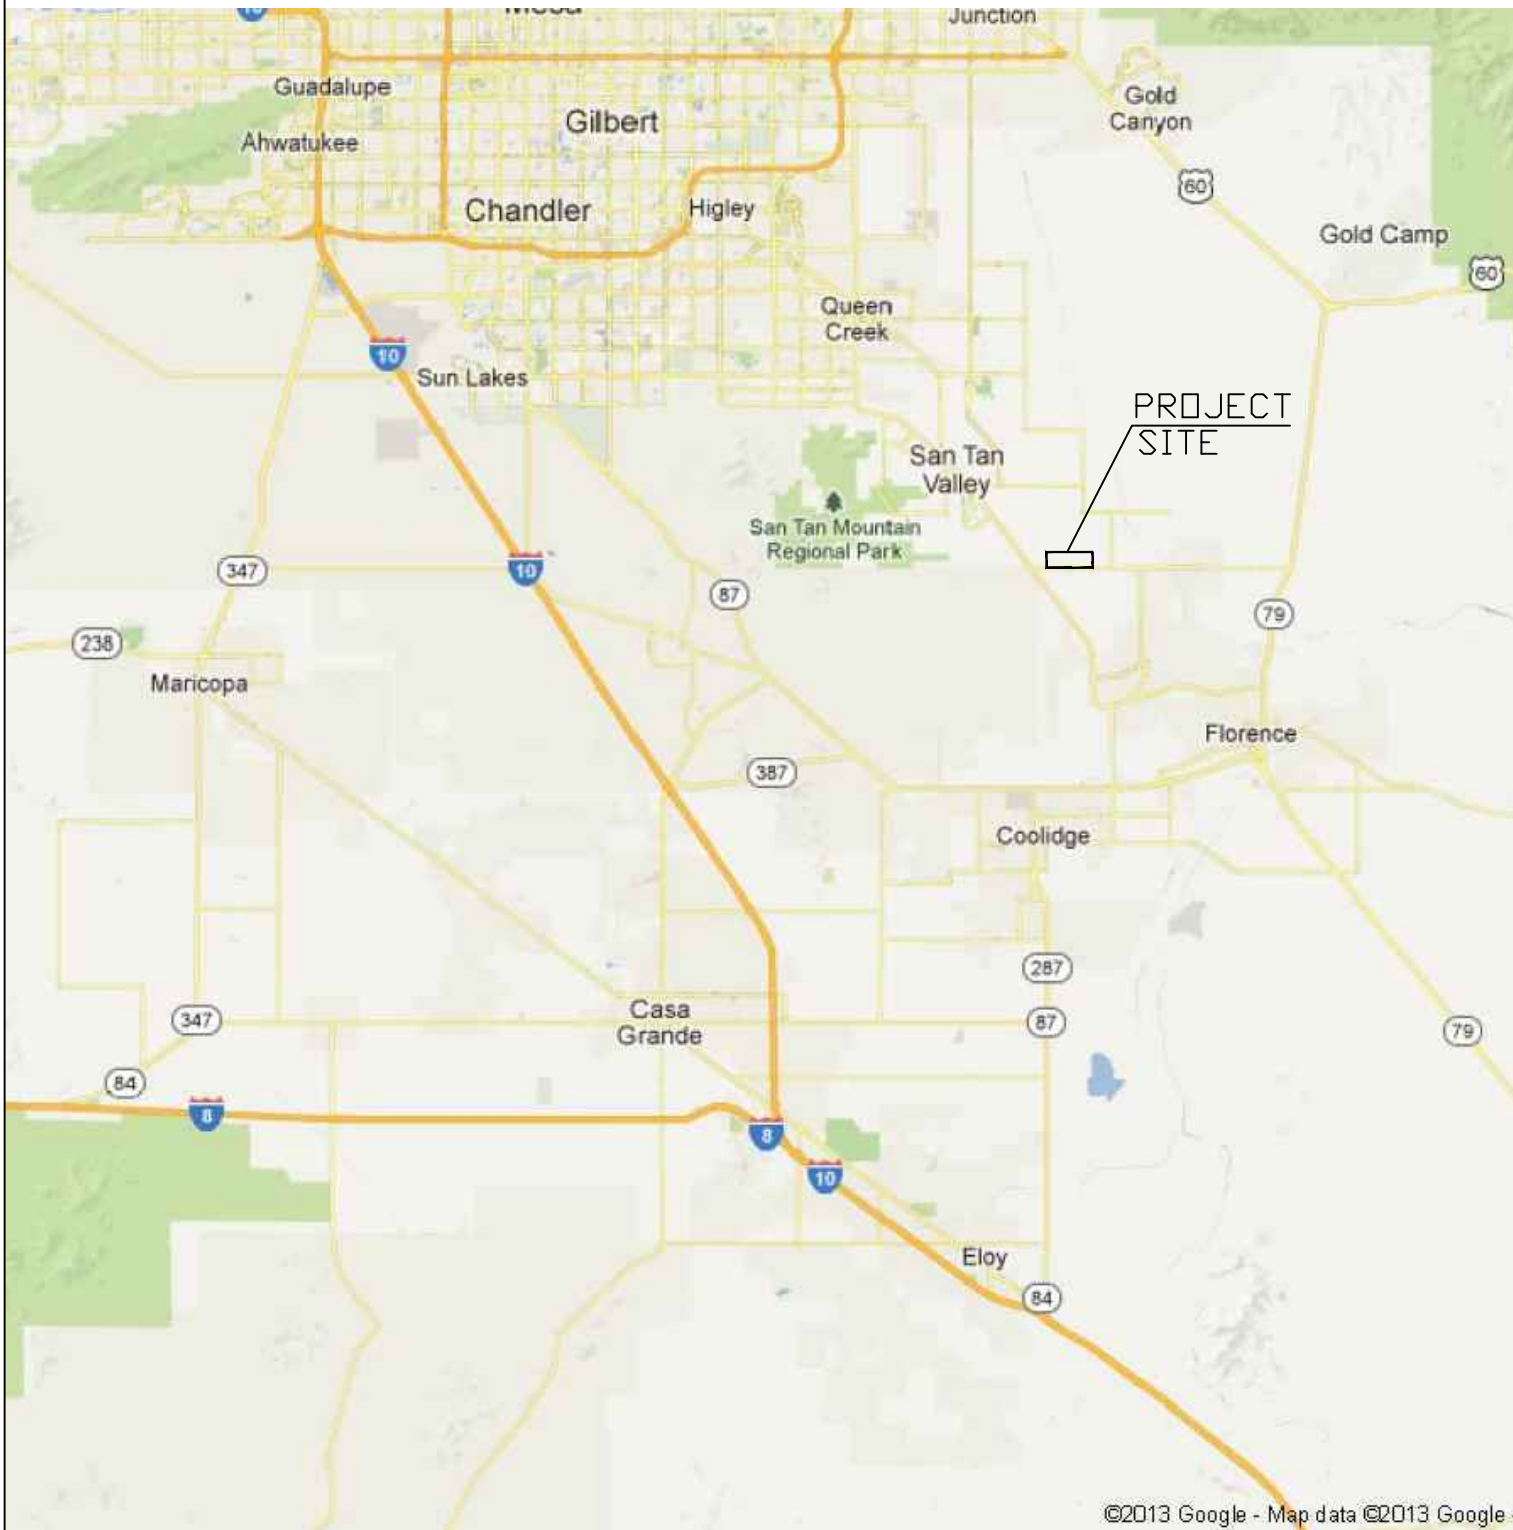 10
Mesa
Junction
Guadalupe
Gold
Canyon
Gilbert
Ahwatukee
60
Chandler
Higley
Gold Camp
60
Queen
Creek
10
Sun Lakes
PROJECT
SITE
San Tan
Valley
San Tan Mountain
Regional Park
347
10
87
79
238
Maricopa
Florence
387
Coolidge
287
Casa
Grande
347
87
79
84
8
8
10
Eloy
84
©2013 Google - Map data ©2013 Google -